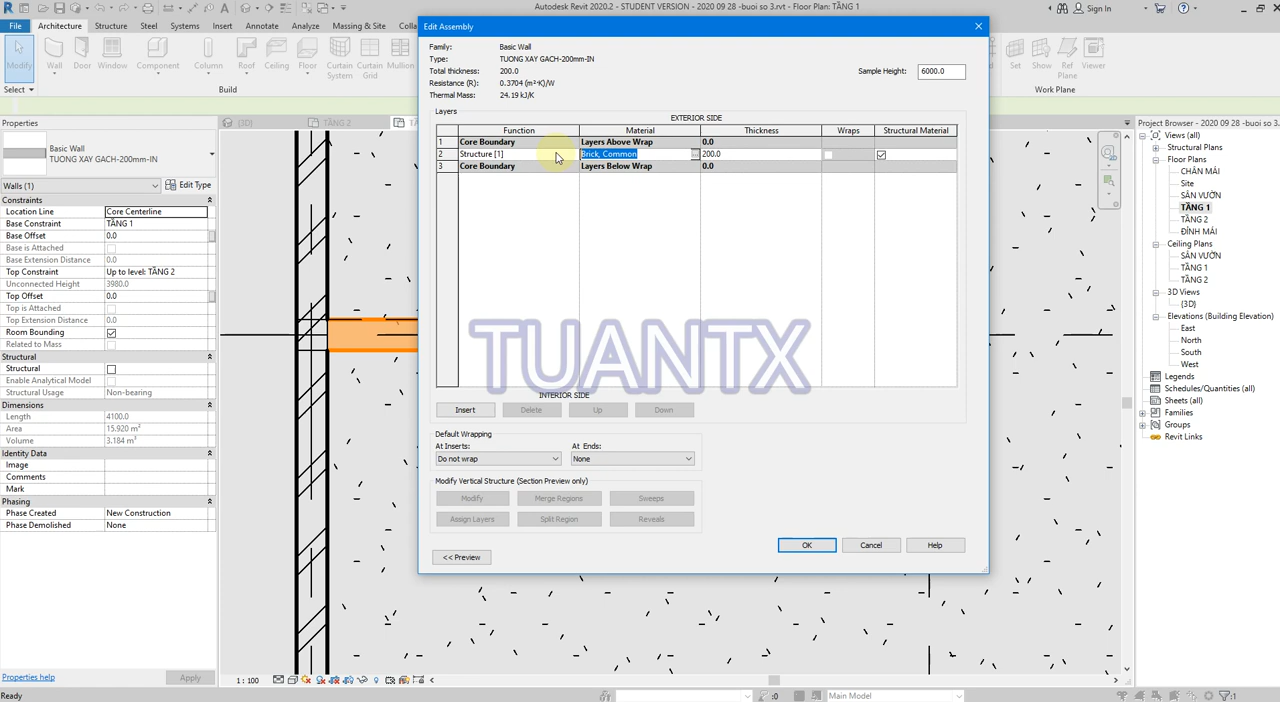 Autodesk Revit 2020.2 - STUDENT VERSION - 2020 09 28 -buoi so 3.rvt - Floor Plan: TẦNG 1
Sign In
File Architecture Structure Steel Systems Insert Annotate Analyze Massing & Site
Modify Wall Door Window Component Column Roof Ceiling Floor Curtain System Curtain Grid Mullion
Set Show Ref Plane Viewer
Select Build Work Plane
Properties
{3D} TẦNG 2
Basic Wall
TUONG XAY GACH-200mm-IN
Walls (1) Edit Type
Constraints
Location Line Core Centerline
Base Constraint TẦNG 1
Base Offset 0.0
Base is Attached
Base Extension Distance 0.0
Top Constraint Up to level: TẦNG 2
Unconnected Height 3980.0
Top Offset 0.0
Top is Attached
Top Extension Distance 0.0
Room Bounding
Related to Mass
Structural
Structural
Enable Analytical Model
Structural Usage Non-bearing
Dimensions
Length 4100.0
Area 15.920 m²
Volume 3.184 m³
Identity Data
Image
Comments
Mark
Phasing
Phase Created New Construction
Phase Demolished None
Properties help Apply
Ready
Edit Assembly
Family: Basic Wall
Type: TUONG XAY GACH-200mm-IN
Total thickness: 200.0 Sample Height: 6000.0
Resistance (R): 0.3704 (m²·K)/W
Thermal Mass: 24.19 kJ/K
Layers
EXTERIOR SIDE
Function Material Thickness Wraps Structural Material
1 Core Boundary Layers Above Wrap 0.0
2 Structure [1] Brick, Common 200.0
3 Core Boundary Layers Below Wrap 0.0
TUANTX
INTERIOR SIDE
Insert Delete Up Down
Default Wrapping
At Inserts: At Ends:
Do not wrap None
Modify Vertical Structure (Section Preview only)
Modify Merge Regions Sweeps
Assign Layers Split Region Reveals
<< Preview OK Cancel Help
1 : 100
:0 Main Model :1
Project Browser - 2020 09 28 -buoi so 3.rvt
Views (all)
Structural Plans
Floor Plans
CHÂN MÁI
Site
SÂN VƯỜN
TẦNG 1
TẦNG 2
ĐỈNH MÁI
Ceiling Plans
SÂN VƯỜN
TẦNG 1
TẦNG 2
3D Views
{3D}
Elevations (Building Elevation)
East
North
South
West
Legends
Schedules/Quantities (all)
Sheets (all)
Families
Groups
Revit Links